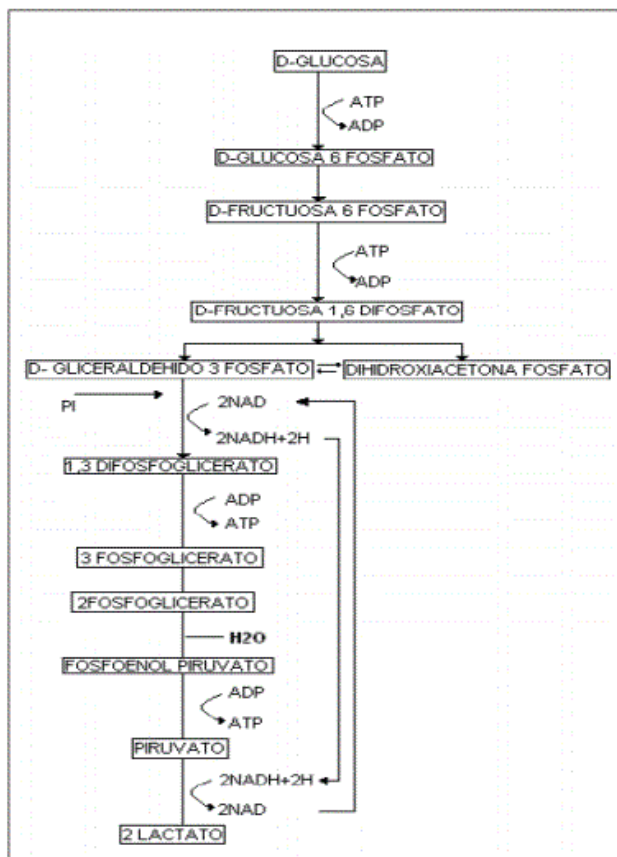 D-GLUCOSA
ATP
ADP
D-GLUCOSA 6 FOSFATO
D-FRUCTUOSA 6 FOSFATO
ATP
ADP
D-FRUCTUOSA 1,6 DIFOSFATO
D- GLICERALDEHIDO 3 FOSFATO DIHIDROXIACETONA FOSFATO
PI
2NAD
2NADH+2H
1,3 DIFOSFOGLICERATO
ADP
ATP
3 FOSFOGLICERATO
2FOSFOGLICERATO
H2O
FOSFOENOL PIRUVATO
ADP
ATP
PIRUVATO
2NADH+2H
2NAD
2 LACTATO